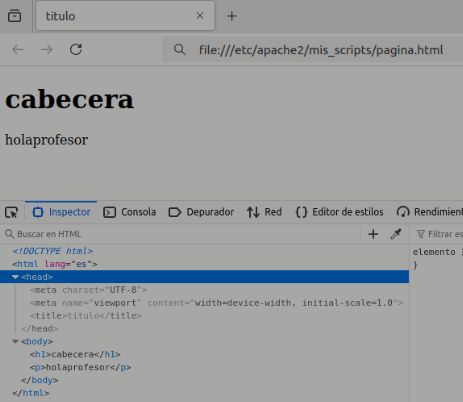 titulo
file:///etc/apache2/mis_scripts/pagina.html
cabecera
holaprofesor
Inspector Consola Depurador Red Editor de estilos Rendimient
Buscar en HTML Filtrar es
<!DOCTYPE html> elemento {
<html lang="es"> }
<head>
<meta charset="UTF-8">
<meta name="viewport" content="width=device-width, initial-scale=1.0">
<title>titulo</title>
</head>
<body>
<h1>cabecera</h1>
<p>holaprofesor</p>
</body>
</html>